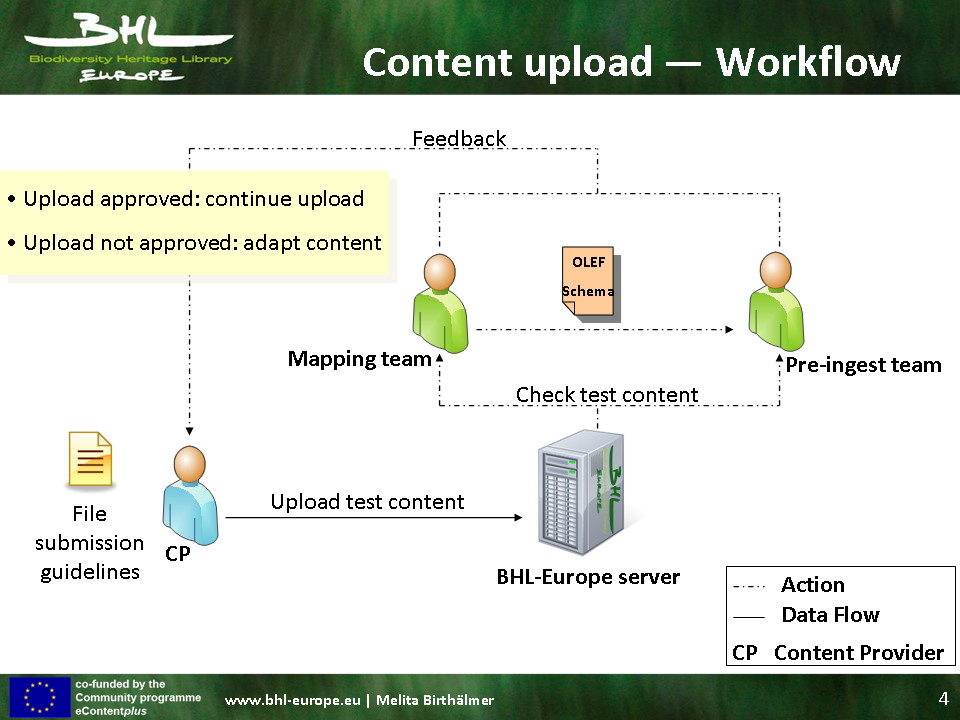 BHL
Biodiversity Heritage Library
EUROPE
Content upload — Workflow
Feedback
• Upload approved: continue upload
• Upload not approved: adapt content
OLEF
Schema
Mapping team
Pre-ingest team
Check test content
File
submission
guidelines
CP
Upload test content
BHL
EUROPE
BHL-Europe server
Action
Data Flow
CP Content Provider
co-funded by the
Community programme
eContentplus
www.bhl-europe.eu | Melita Birthälmer
4